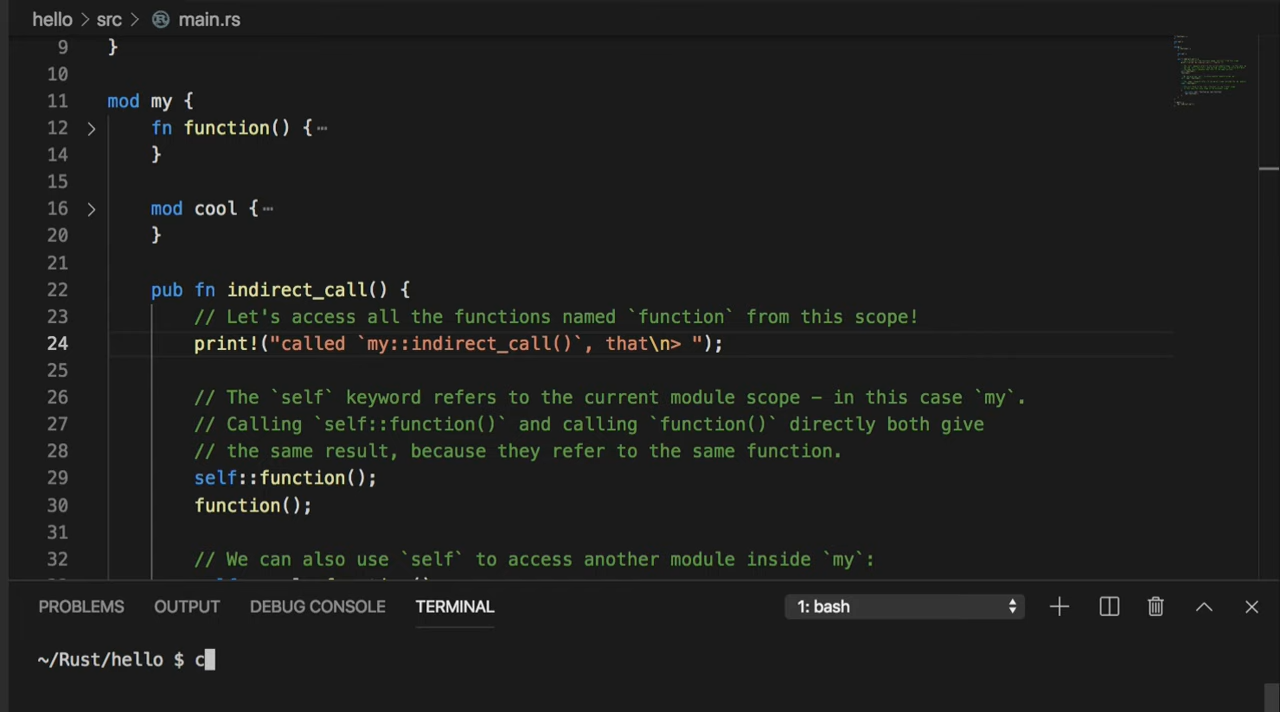 hello > src > main.rs
9 }
10
11 mod my {
12 > fn function() {⋯
14 }
15
16 > mod cool {⋯
20 }
21
22 pub fn indirect_call() {
23 // Let's access all the functions named `function` from this scope!
24 print!("called `my::indirect_call()`, that\n> ");
25
26 // The `self` keyword refers to the current module scope – in this case `my`.
27 // Calling `self::function()` and calling `function()` directly both give
28 // the same result, because they refer to the same function.
29 self::function();
30 function();
31
32 // We can also use `self` to access another module inside `my`:
PROBLEMS OUTPUT DEBUG CONSOLE TERMINAL 1: bash
~/Rust/hello $ c